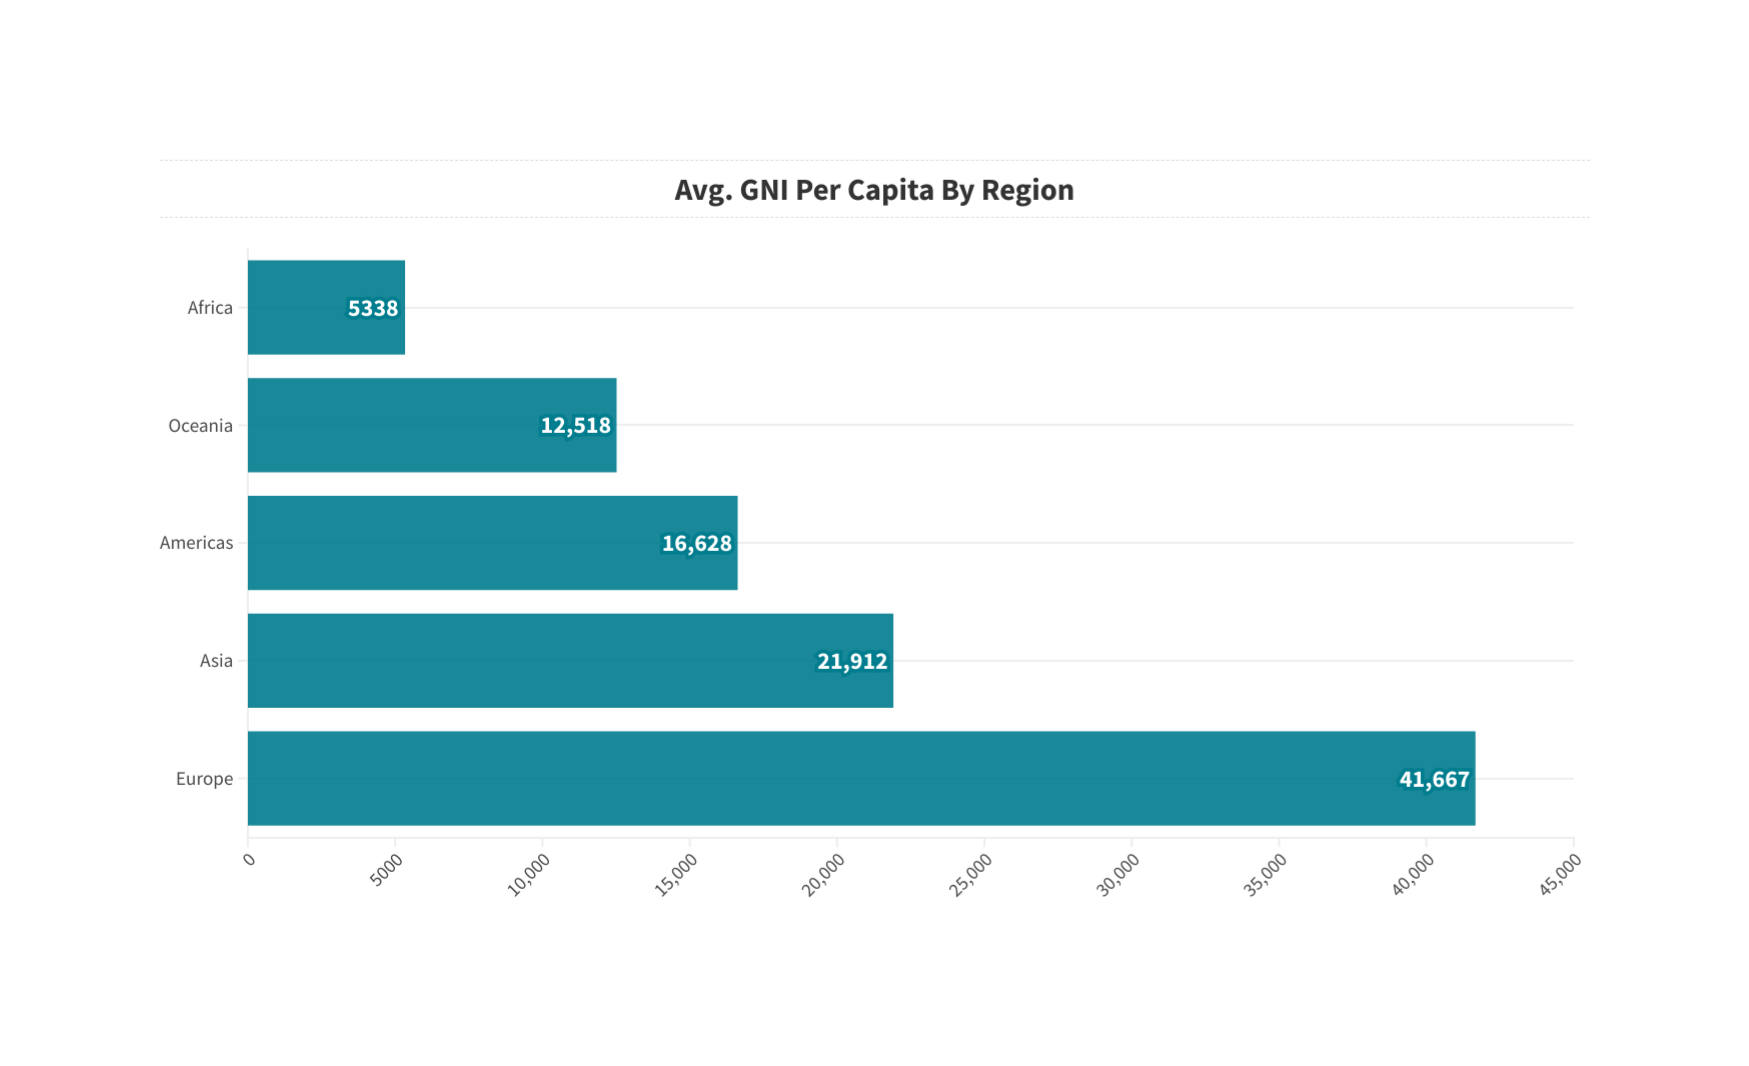 Avg. GNI Per Capita By Region
Africa 5338
Oceania 12,518
Americas 16,628
Asia 21,912
Europe 41,667
0 5000 10,000 15,000 20,000 25,000 30,000 35,000 40,000 45,000